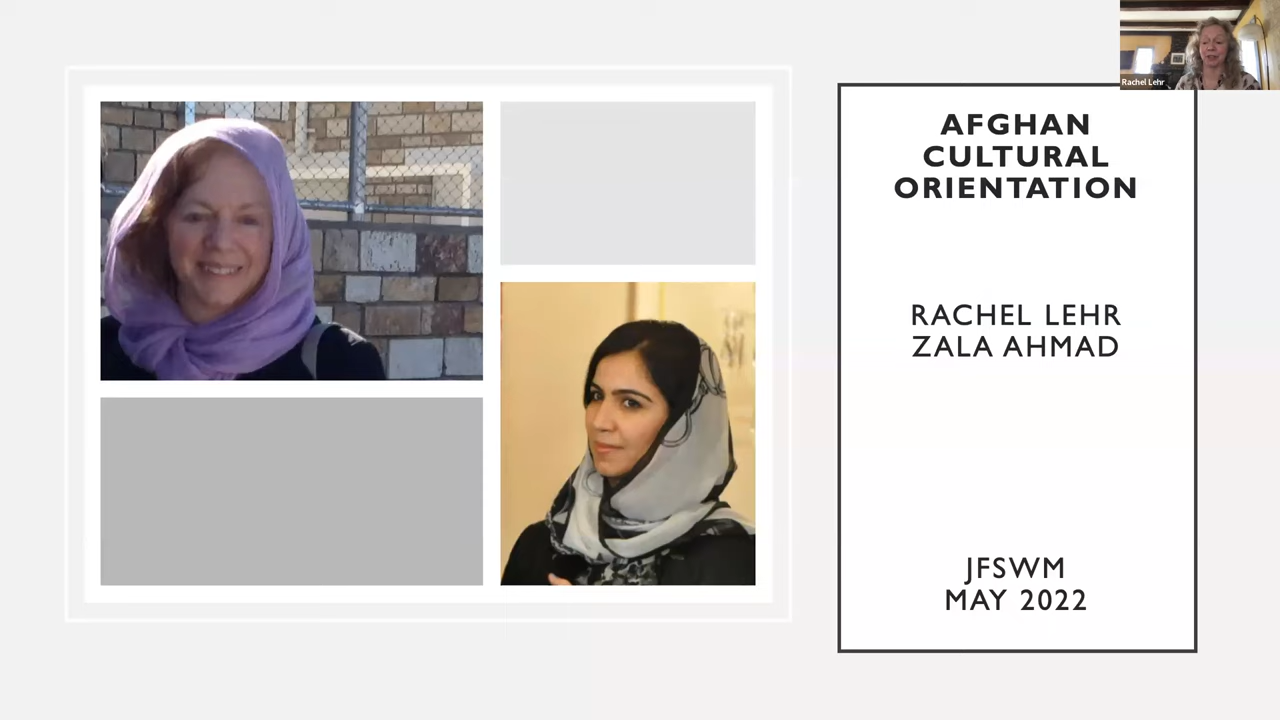 Rachel Lehr
AFGHAN
CULTURAL
ORIENTATION
RACHEL LEHR
ZALA AHMAD
JFSWM
MAY 2022